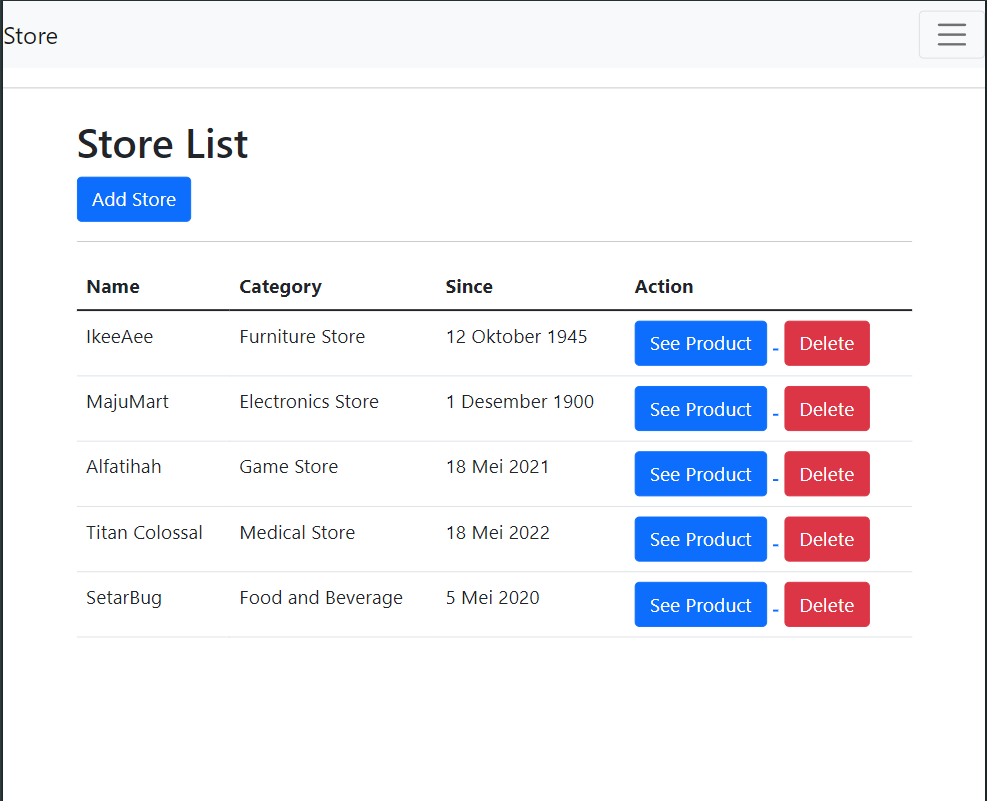 Store
Store List
Add Store
Name Category Since Action
IkeeAee Furniture Store 12 Oktober 1945 See Product - Delete
MajuMart Electronics Store 1 Desember 1900 See Product - Delete
Alfatihah Game Store 18 Mei 2021 See Product - Delete
Titan Colossal Medical Store 18 Mei 2022 See Product - Delete
SetarBug Food and Beverage 5 Mei 2020 See Product - Delete